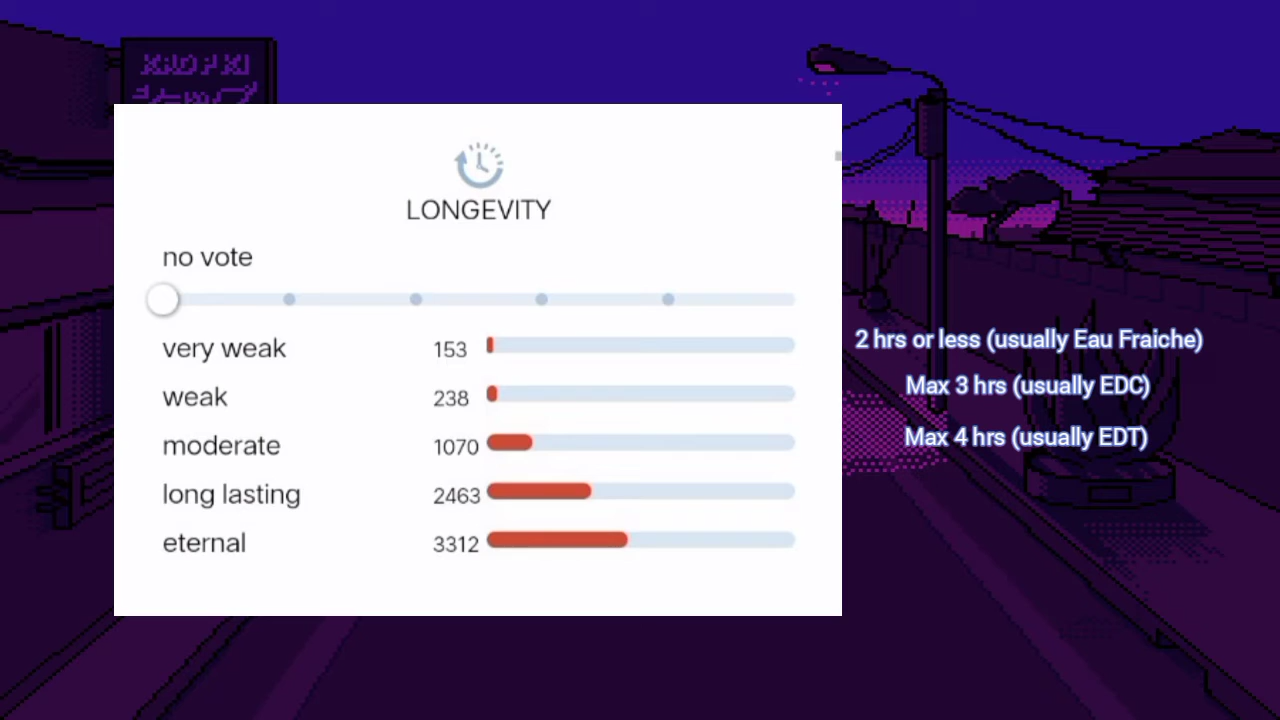 LONGEVITY
no vote
very weak 153 2 hrs or less (usually Eau Fraiche)
weak 238 Max 3 hrs (usually EDC)
moderate 1070 Max 4 hrs (usually EDT)
long lasting 2463
eternal 3312